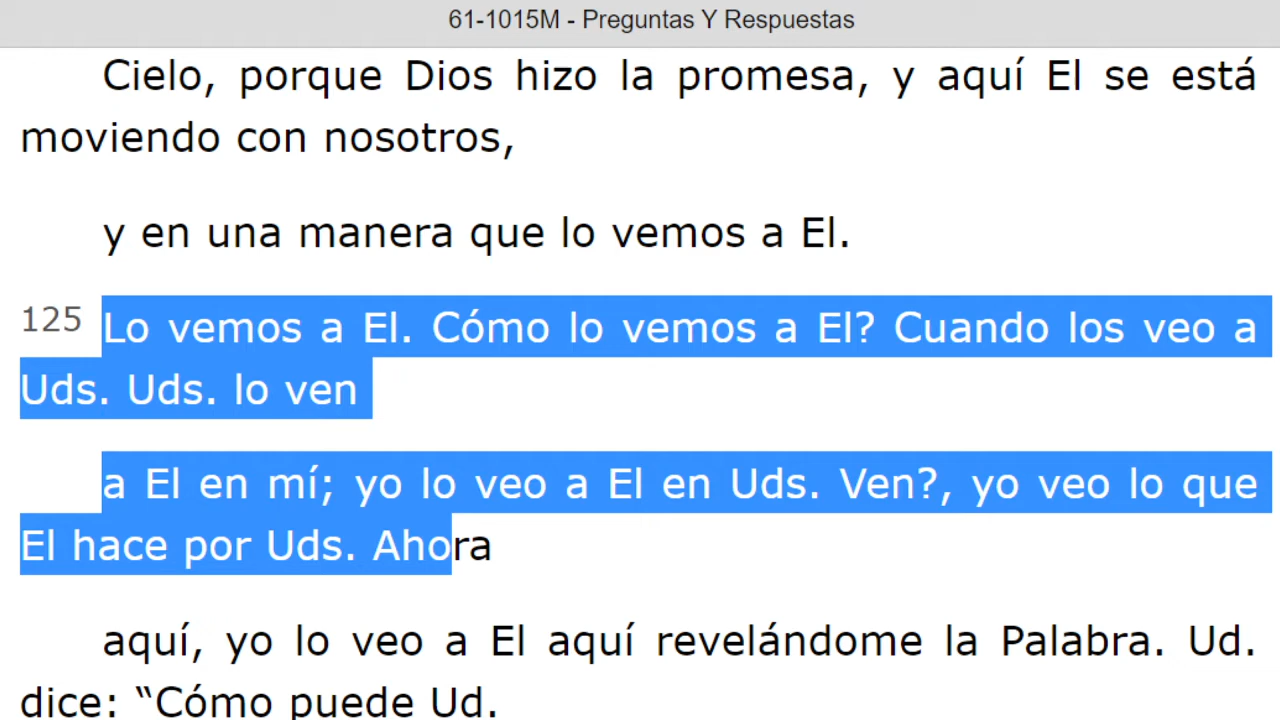 61-1015M - Preguntas Y Respuestas
Cielo, porque Dios hizo la promesa, y aquí El se está
moviendo con nosotros,
y en una manera que lo vemos a El.
125 Lo vemos a El. Cómo lo vemos a El? Cuando los veo a
Uds. Uds. lo ven
a El en mí; yo lo veo a El en Uds. Ven?, yo veo lo que
El hace por Uds. Ahora
aquí, yo lo veo a El aquí revelándome la Palabra. Ud.
dice: “Cómo puede Ud.